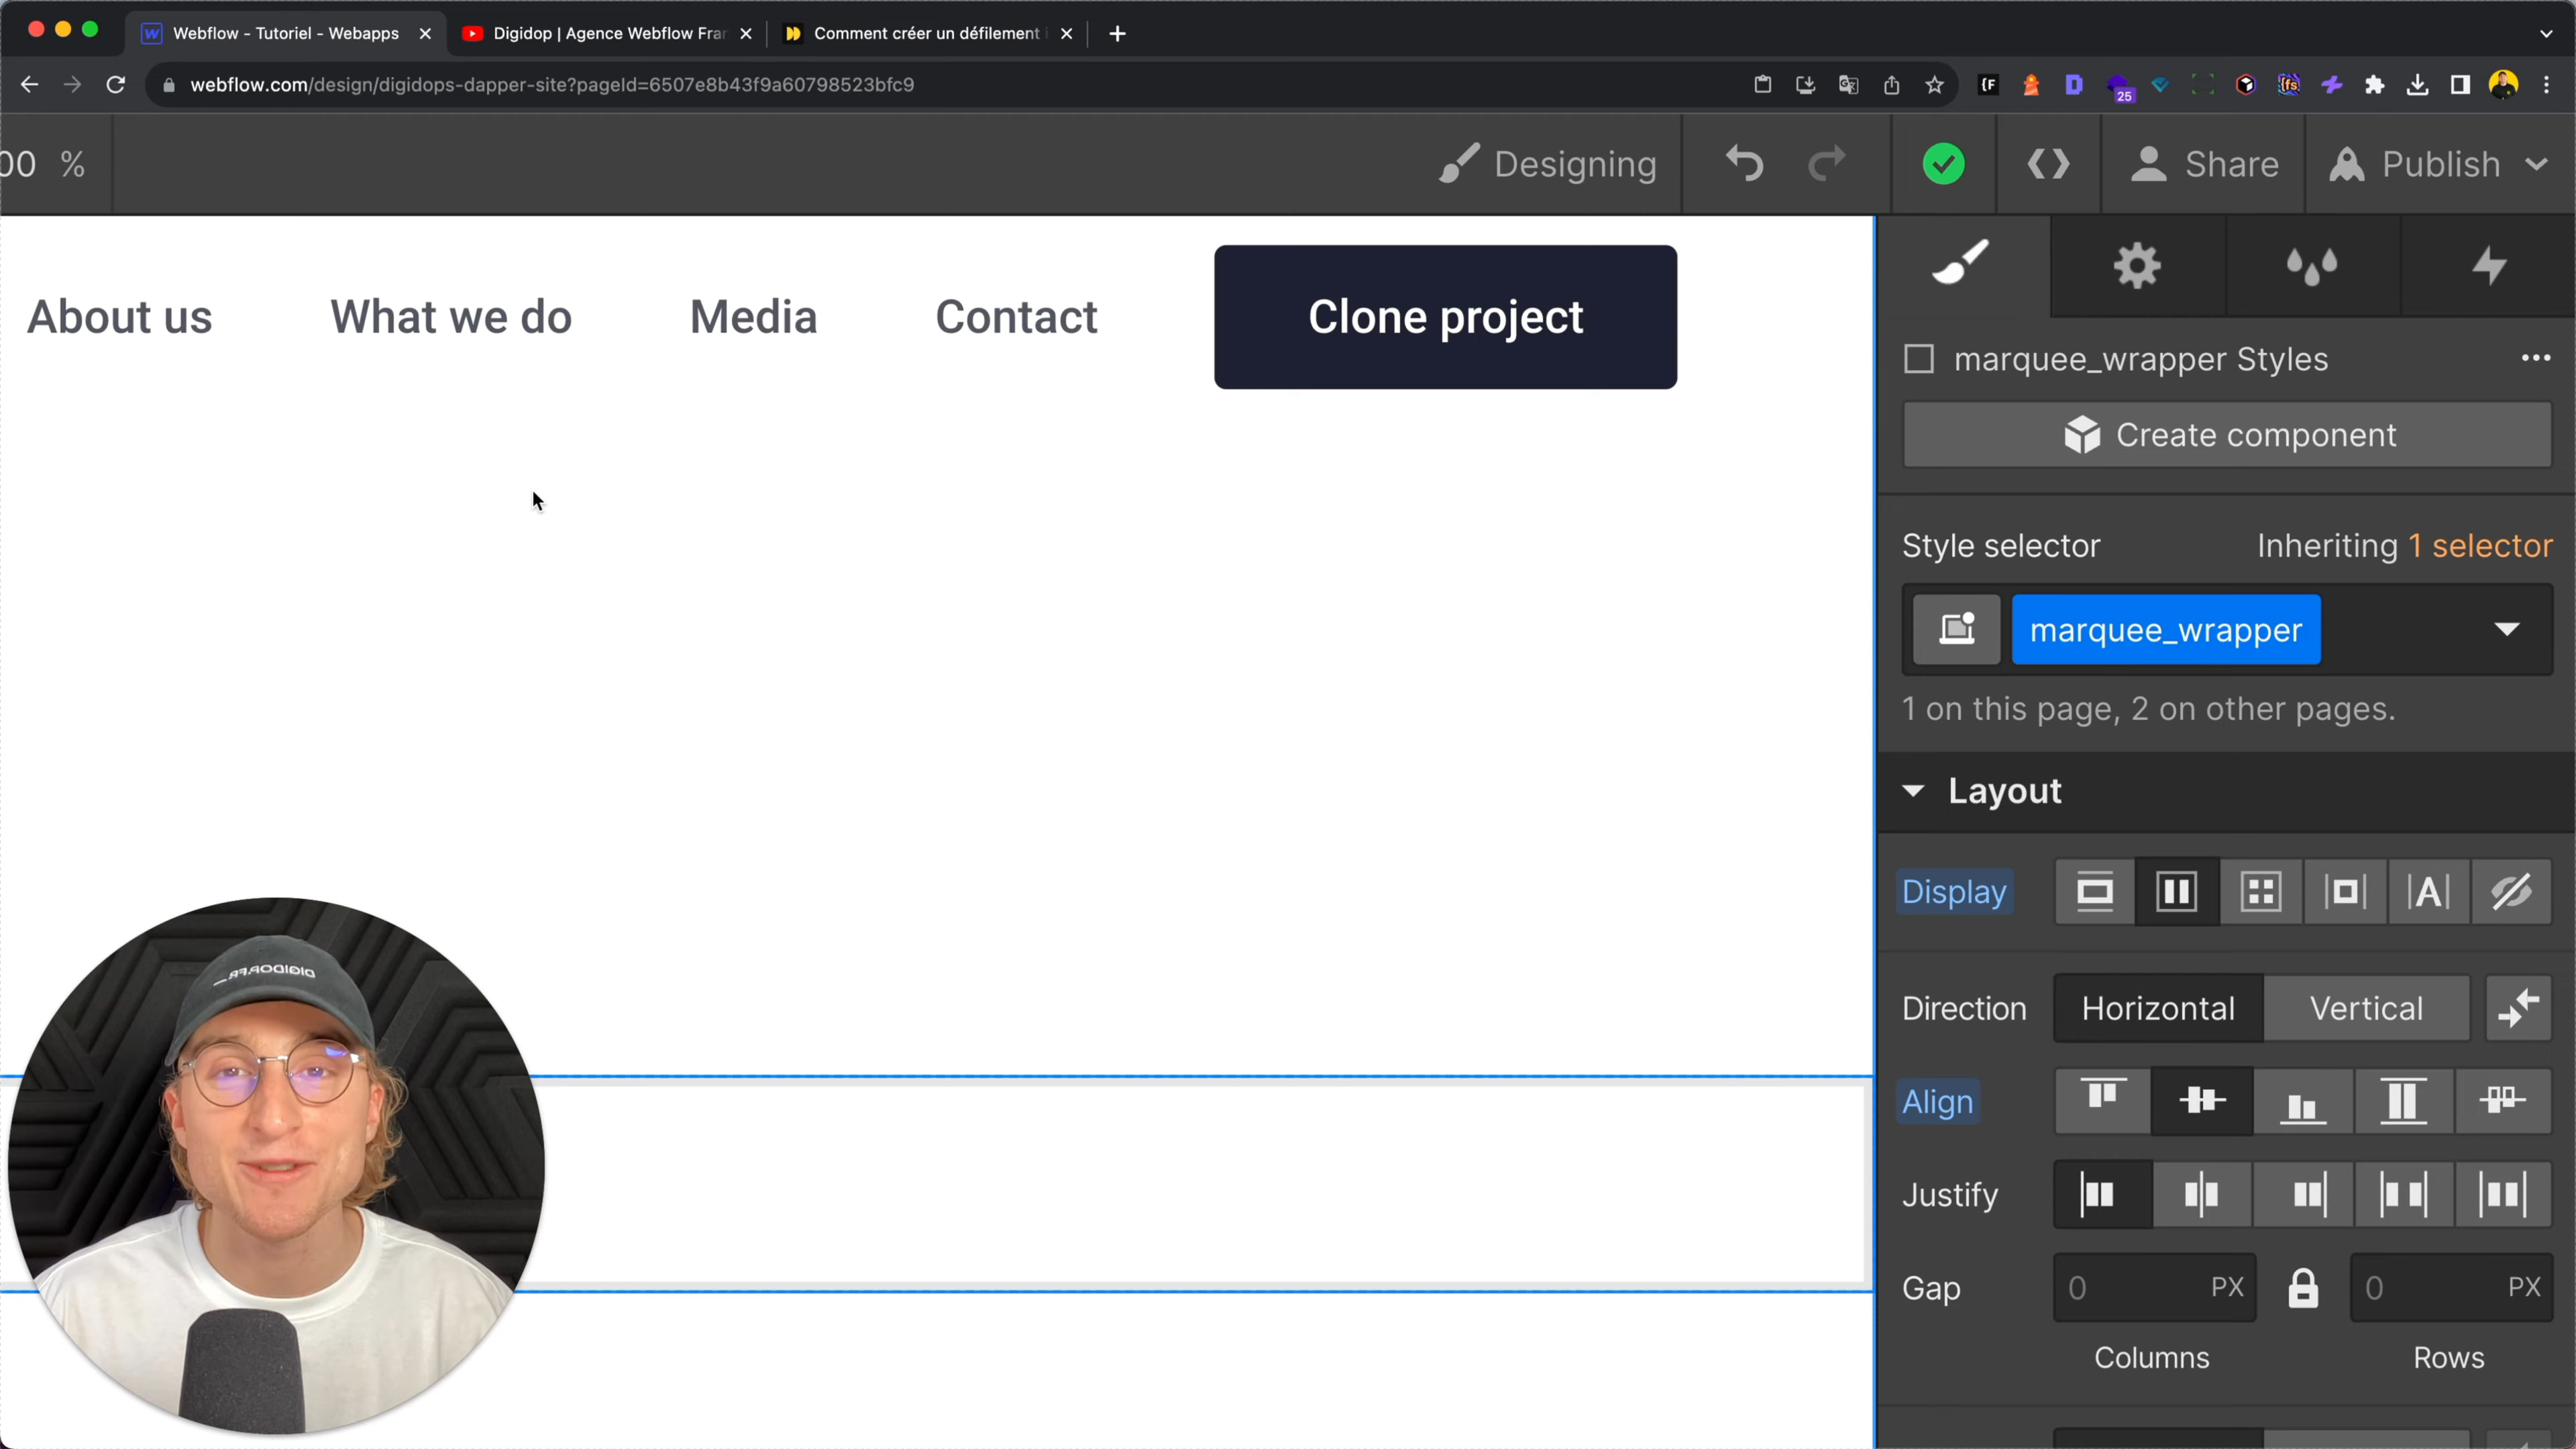 Webflow - Tutoriel - Webapps
Digidop | Agence Webflow Fra
Comment créer un défilement
webflow.com/design/digidops-dapper-site?pageId=6507e8b43f9a60798523bfc9
25
00 %
Designing
Share
Publish
About us
What we do
Media
Contact
Clone project
marquee_wrapper Styles
Create component
Style selector
Inheriting 1 selector
marquee_wrapper
1 on this page, 2 on other pages.
Layout
Display
Direction
Horizontal
Vertical
Align
Justify
Gap
0 PX
0 PX
Columns
Rows
DIGIDOP.FR_